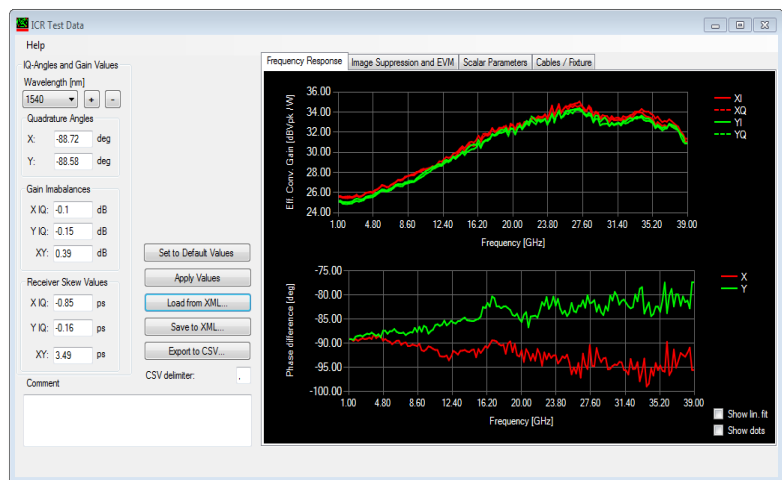 ICR Test Data
Help
IQ-Angles and Gain Values
Wavelength [nm]
1540
+
-
Quadrature Angles
X: -88.72 deg
Y: -88.58 deg
Gain Imabalances
X IQ: -0.1 dB
Y IQ: -0.15 dB
XY: 0.39 dB
Receiver Skew Values
X IQ: -0.85 ps
Y IQ: -0.16 ps
XY: 3.49 ps
Comment
Set to Default Values
Apply Values
Load from XML...
Save to XML...
Export to CSV...
CSV delimiter: ,
Frequency Response Image Suppression and EVM Scalar Parameters Cables / Fixture
Eff. Conv. Gain [dBVpk /W]
36.00
34.00
32.00
30.00
28.00
26.00
24.00
1.00 4.80 8.60 12.40 16.20 20.00 23.80 27.60 31.40 35.20 39.00
Frequency [GHz]
XI
XQ
YI
YQ
Phase difference [deg]
-75.00
-80.00
-85.00
-90.00
-95.00
-100.00
1.00 4.80 8.60 12.40 16.20 20.00 23.80 27.60 31.40 35.20 39.00
Frequency [GHz]
X
Y
Show lin. fit
Show dots